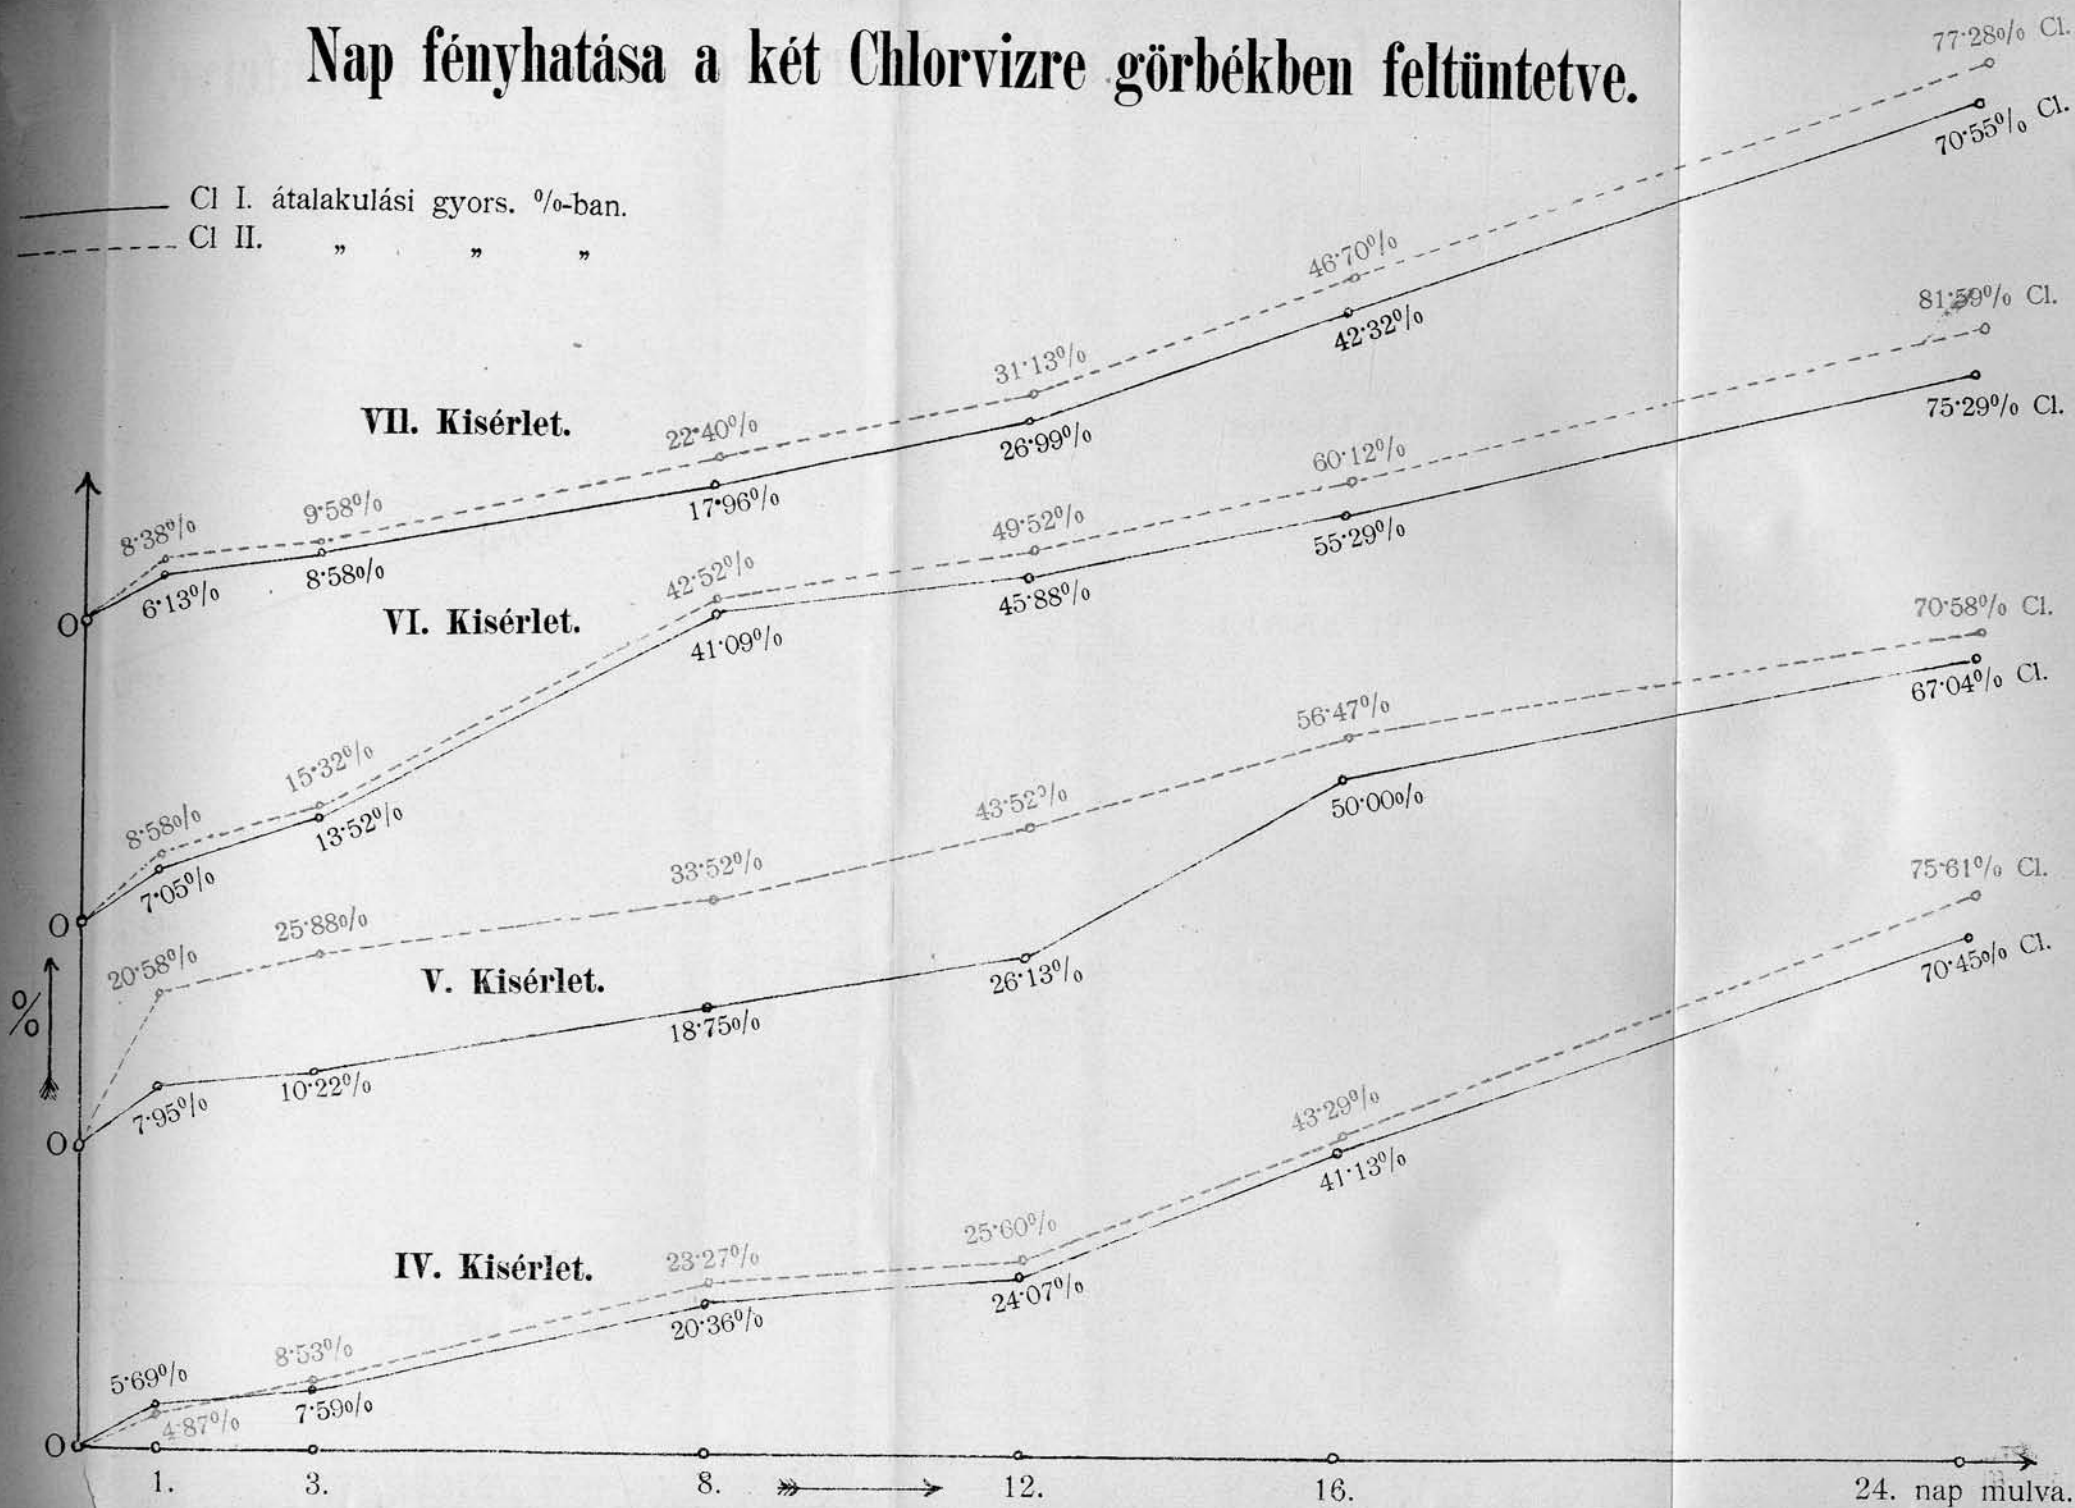 Nap fényhatása a két Chlorvizre görbékben feltüntetve.
Cl I. átalakulási gyors. %-ban.
Cl II. „ „ „
77·28% Cl.
70·55% Cl.
46·70%
42·32%
31·13%
26·99%
VII. Kisérlet.
22·40%
17·96%
9·58%
8·58%
8·38%
6·13%
0
81·59% Cl.
75·29% Cl.
60·12%
55·29%
49·52%
45·88%
42·52%
41·09%
VI. Kisérlet.
15·32%
13·52%
8·58%
7·05%
0
70·58% Cl.
67·04% Cl.
56·47%
50·00%
43·52%
26·13%
33·52%
18·75%
25·88%
10·22%
20·58%
7·95%
V. Kisérlet.
%
0
75·61% Cl.
70·45% Cl.
43·29%
41·13%
25·60%
24·07%
IV. Kisérlet.
23·27%
20·36%
8·53%
7·59%
5·69%
4·87%
0
1. 3. 8. 12. 16. 24. nap mulva.